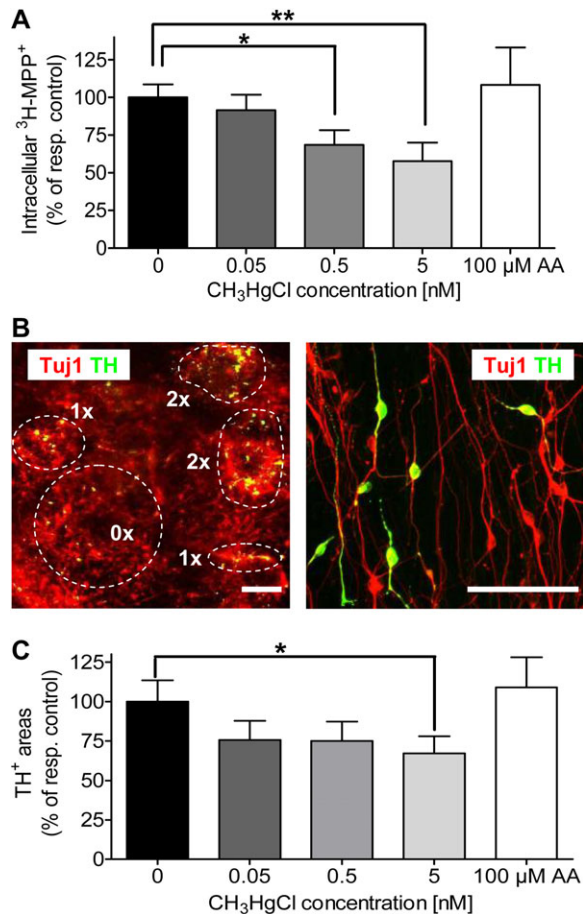 A
**
*
Intracellular ³H-MPP⁺
(% of resp. control)
125
100
75
50
25
0
0 0.05 0.5 5 100 µM AA
CH₃HgCl concentration [nM]
B
Tuj1 TH
2x
1x
2x
0x
1x
Tuj1 TH
C
*
TH⁺ areas
(% of resp. control)
125
100
75
50
25
0
0 0.05 0.5 5 100 µM AA
CH₃HgCl concentration [nM]